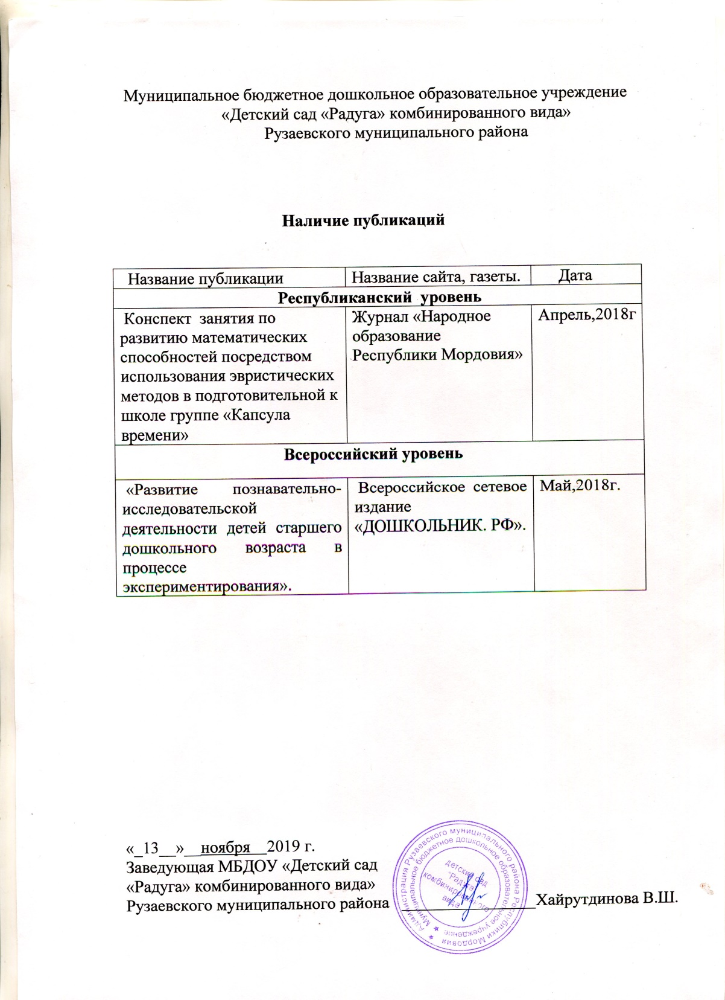 Муниципальное бюджетное дошкольное образовательное учреждение
«Детский сад «Радуга» комбинированного вида»
Рузаевского муниципального района
Наличие публикаций
Название публикации Название сайта, газеты. Дата
Республиканский уровень
Конспект занятия по
развитию математических
способностей посредством
использования эвристических
методов в подготовительной к
школе группе «Капсула
времени»
Журнал «Народное
образование
Республики Мордовия»
Апрель,2018г
Всероссийский уровень
«Развитие познавательно-
исследовательской
деятельности детей старшего
дошкольного возраста в
процессе
экспериментирования».
Всероссийское сетевое
издание
«ДОШКОЛЬНИК. РФ».
Май,2018г.
«_13__»__ноября__2019 г.
Заведующая МБДОУ «Детский сад
«Радуга» комбинированного вида»
Рузаевского муниципального района ________________Хайрутдинова В.Ш.
Администрация Рузаевского муниципального района Республики Мордовия
Муниципальное бюджетное дошкольное образовательное учреждение
детский сад
"Радуга"
комбинированного
вида"